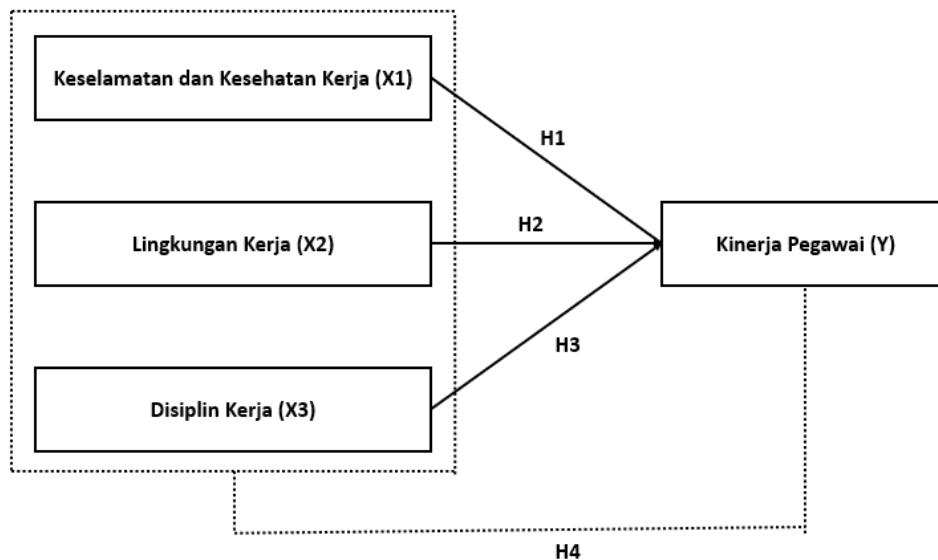 Keselamatan dan Kesehatan Kerja (X1)
H1
Lingkungan Kerja (X2)
H2
Kinerja Pegawai (Y)
H3
Disiplin Kerja (X3)
H4